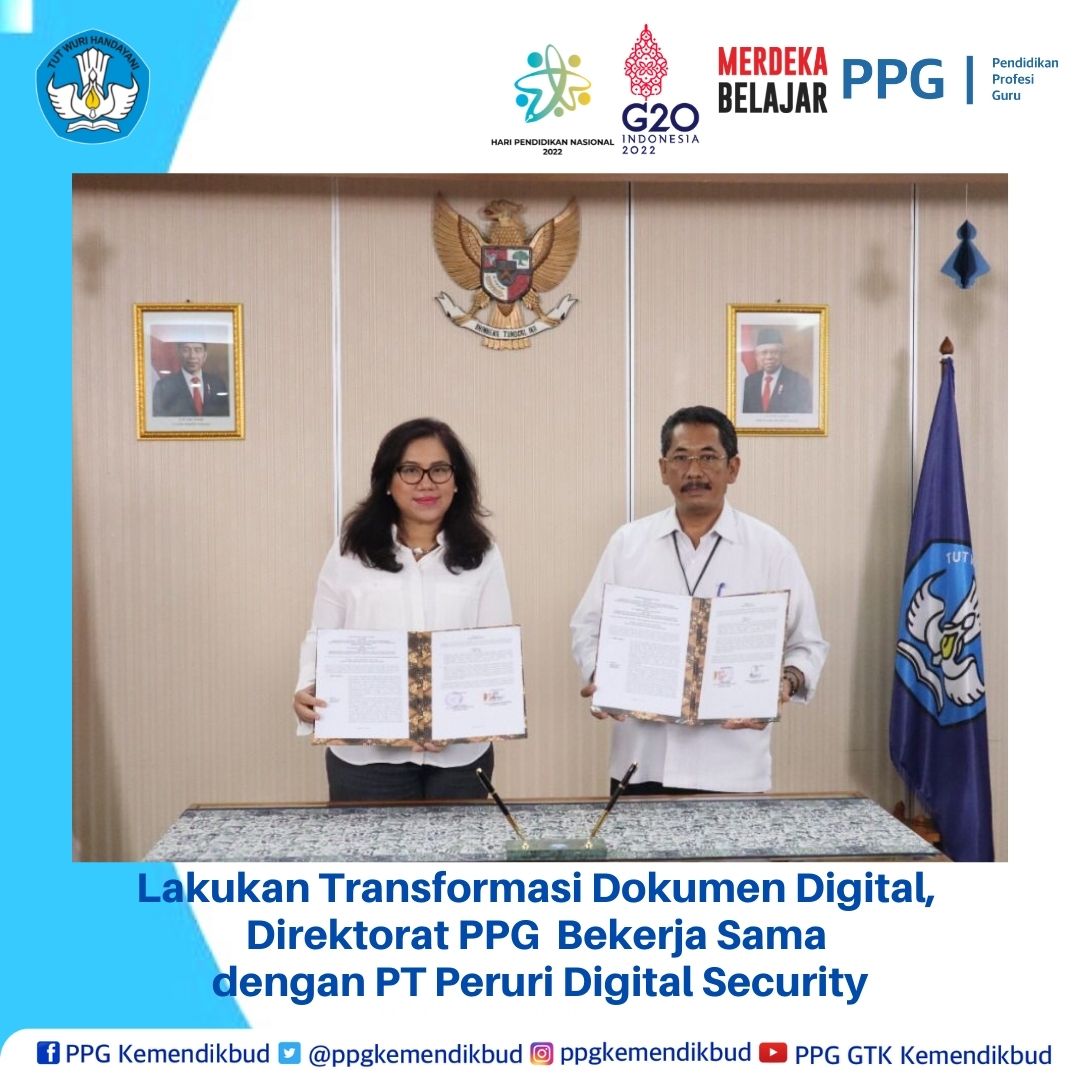 TUT WURI HANDAYANI
HARI PENDIDIKAN NASIONAL
2022
G20
INDONESIA
2022
MERDEKA
BELAJAR
PPG
Pendidikan
Profesi
Guru
BHINNEKA TUNGGAL IKA
TUT
Lakukan Transformasi Dokumen Digital,
Direktorat PPG Bekerja Sama
dengan PT Peruri Digital Security
PPG Kemendikbud @ppgkemendikbud ppgkemendikbud PPG GTK Kemendikbud